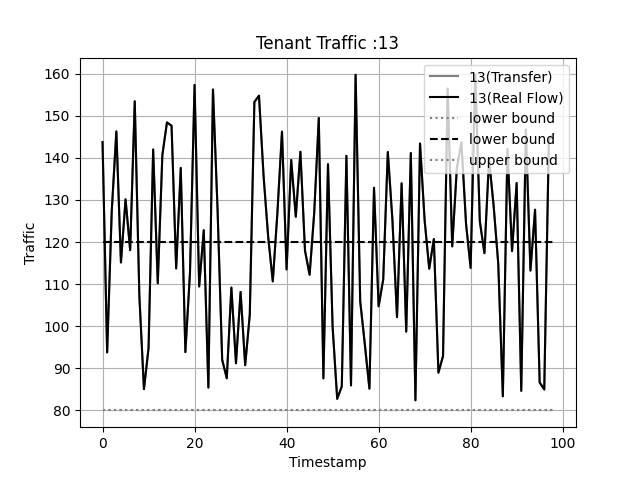 Tenant Traffic :13
13(Transfer)
13(Real Flow)
lower bound
lower bound
upper bound
Traffic
160
150
140
130
120
110
100
90
80
0 20 40 60 80 100
Timestamp